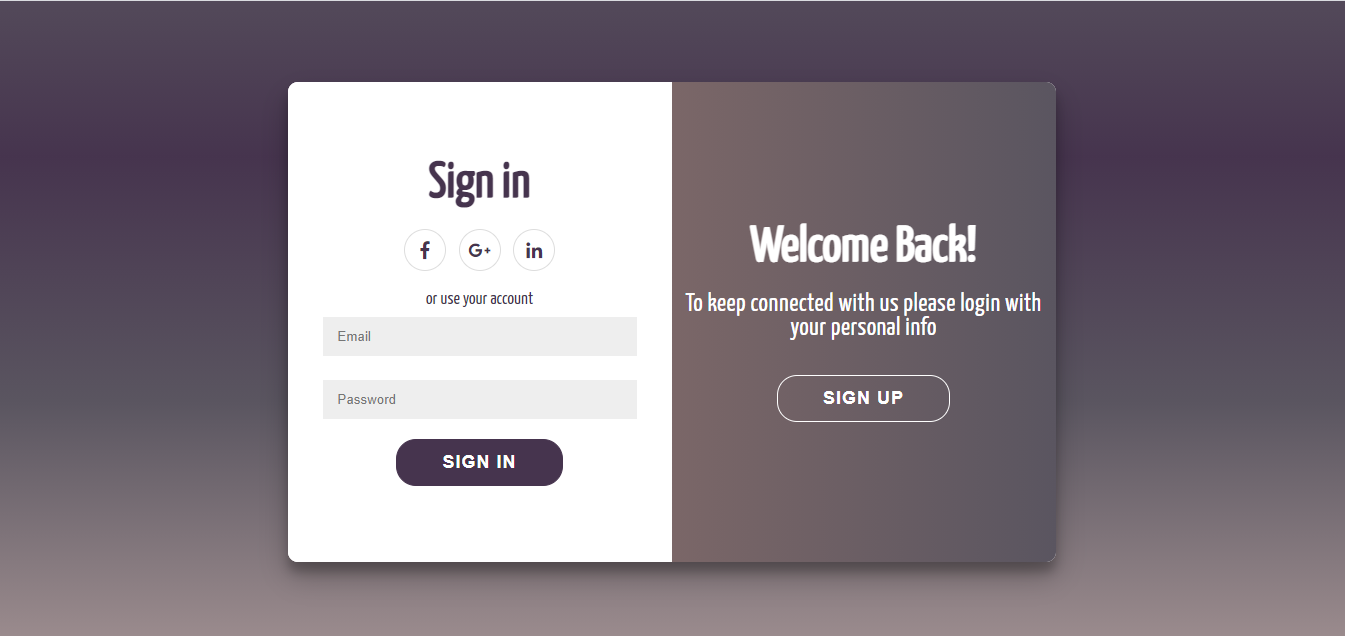 Sign in
f G+ in
or use your account
Email
Password
SIGN IN
Welcome Back!
To keep connected with us please login with
your personal info
SIGN UP